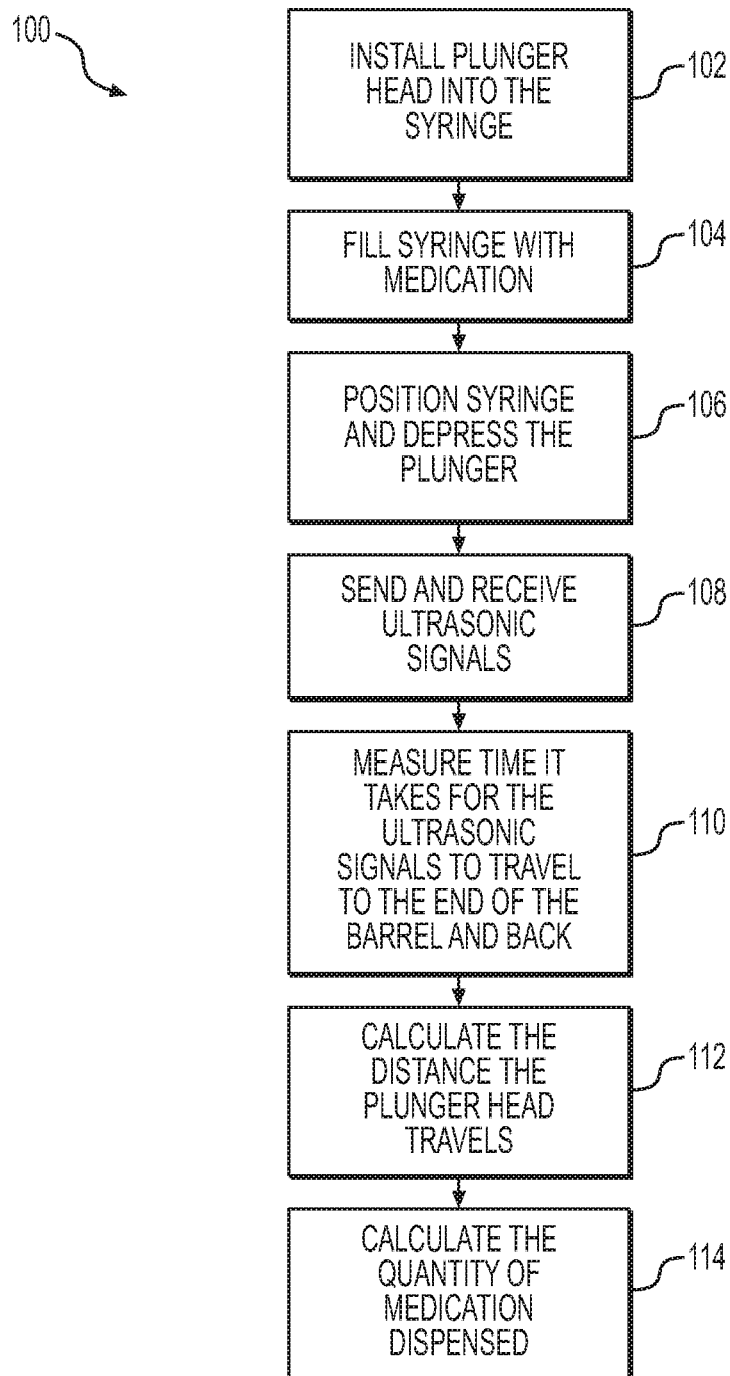 100
INSTALL PLUNGER
HEAD INTO THE
SYRINGE
102
FILL SYRINGE WITH
MEDICATION
104
POSITION SYRINGE
AND DEPRESS THE
PLUNGER
106
SEND AND RECEIVE
ULTRASONIC
SIGNALS
108
MEASURE TIME IT
TAKES FOR THE
ULTRASONIC
SIGNALS TO TRAVEL
TO THE END OF THE
BARREL AND BACK
110
CALCULATE THE
DISTANCE THE
PLUNGER HEAD
TRAVELS
112
CALCULATE THE
QUANTITY OF
MEDICATION
DISPENSED
114